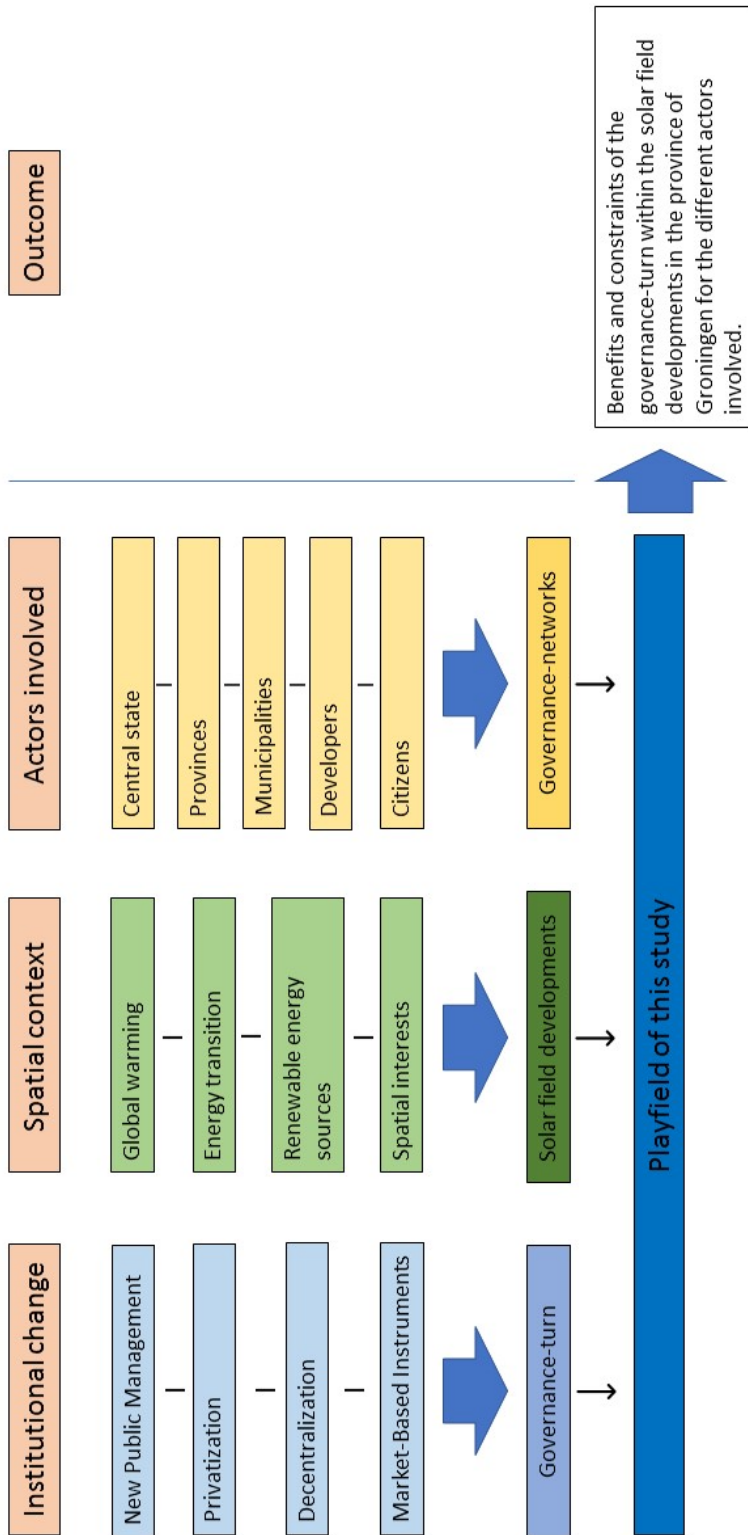 Institutional change
New Public Management
Privatization
Decentralization
Market-Based Instruments
Governance-turn
Spatial context
Global warming
Energy transition
Renewable energy
sources
Spatial interests
Solar field developments
Actors involved
Central state
Provinces
Municipalities
Developers
Citizens
Governance-networks
Playfield of this study
Outcome
Benefits and constraints of the
governance-turn within the solar field
developments in the province of
Groningen for the different actors
involved.